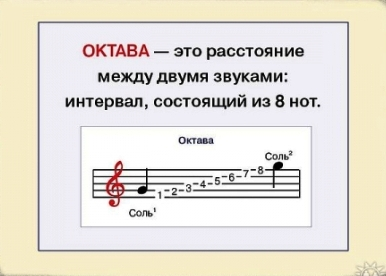 ОКТАВА — это расстояние
между двумя звуками:
интервал, состоящий из 8 нот.
Октава
Соль²
1-2-3-4-5-6-7-8
Соль¹